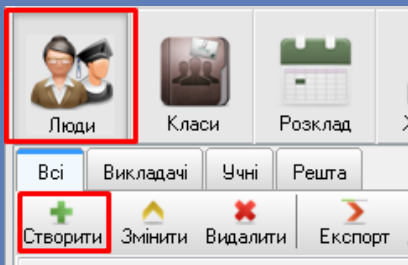 Люди Класи Розклад
Всі Викладачі Учні Решта
Створити Змінити Видалити Експорт